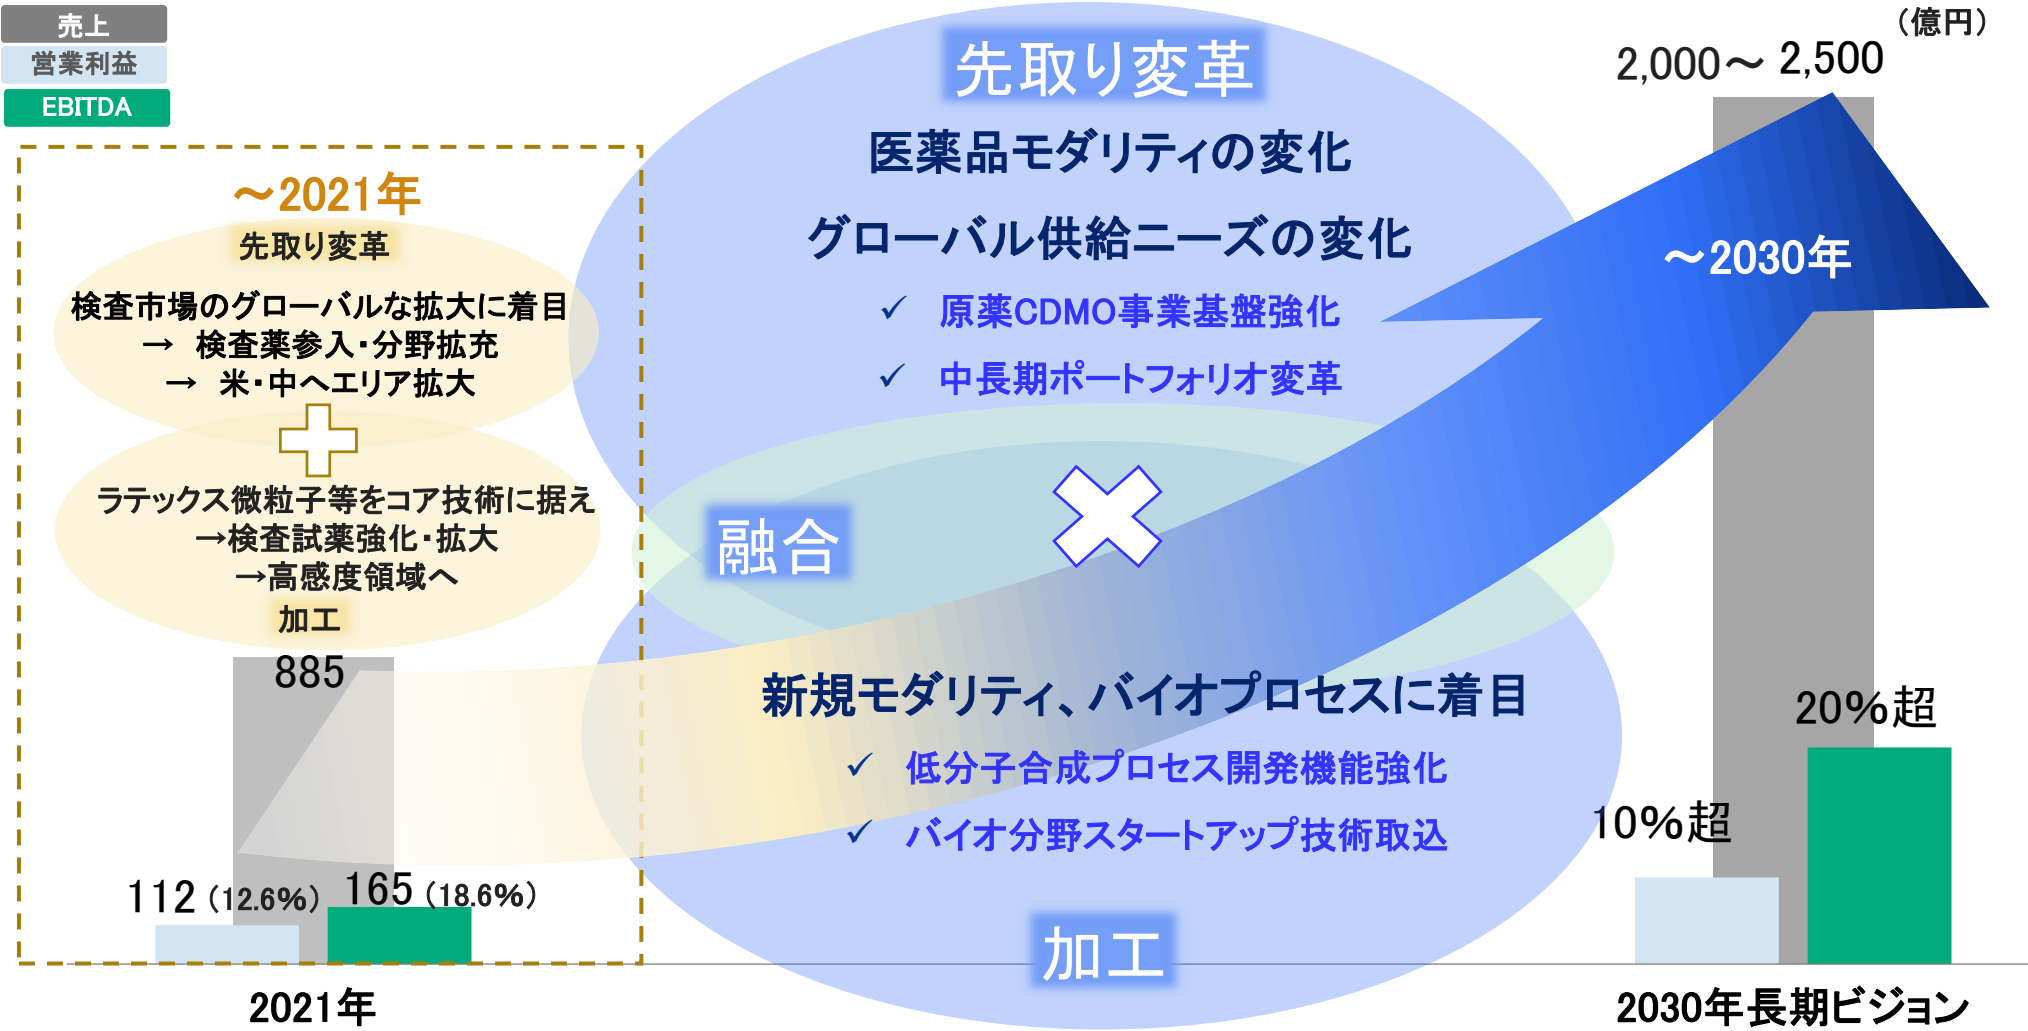 売上
営業利益
EBITDA
(億円)
～2021年
先取り変革
検査市場のグローバルな拡大に着目
→ 検査薬参入・分野拡充
→ 米・中へエリア拡大
ラテックス微粒子等をコア技術に据え
→検査試薬強化・拡大
→高感度領域へ
加工
885
112 (12.6%)
165 (18.6%)
2021年
先取り変革
医薬品モダリティの変化
グローバル供給ニーズの変化
✓ 原薬CDMO事業基盤強化
✓ 中長期ポートフォリオ変革
融合
新規モダリティ、バイオプロセスに着目
✓ 低分子合成プロセス開発機能強化
✓ バイオ分野スタートアップ技術取込
加工
～2030年
2,000～2,500
10%超
20%超
2030年長期ビジョン